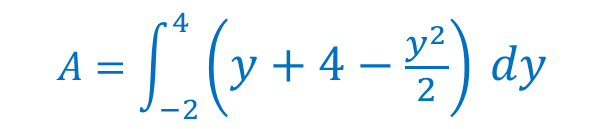 A = ∫_{-2}^{4} (y + 4 − y²/2) dy